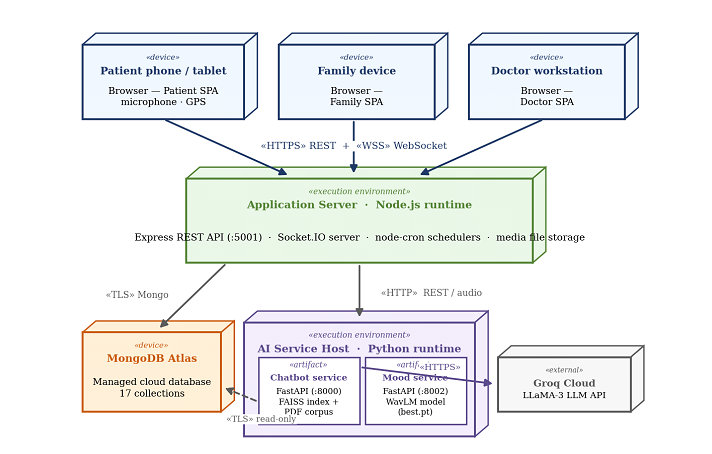 «device»
Patient phone / tablet
Browser — Patient SPA
microphone · GPS
«device»
Family device
Browser —
Family SPA
«device»
Doctor workstation
Browser —
Doctor SPA
«HTTPS» REST + «WSS» WebSocket
«execution environment»
Application Server · Node.js runtime
Express REST API (:5001) · Socket.IO server · node-cron schedulers · media file storage
«TLS» Mongo
«HTTP» REST / audio
«device»
MongoDB Atlas
Managed cloud database
17 collections
«execution environment»
AI Service Host · Python runtime
«artifact»
Chatbot service
FastAPI (:8000)
FAISS index +
PDF corpus
Mood service
FastAPI (:8002)
WavLM model
(best.pt)
«HTTPS»
«TLS» read-only
«external»
Groq Cloud
LLaMA-3 LLM API